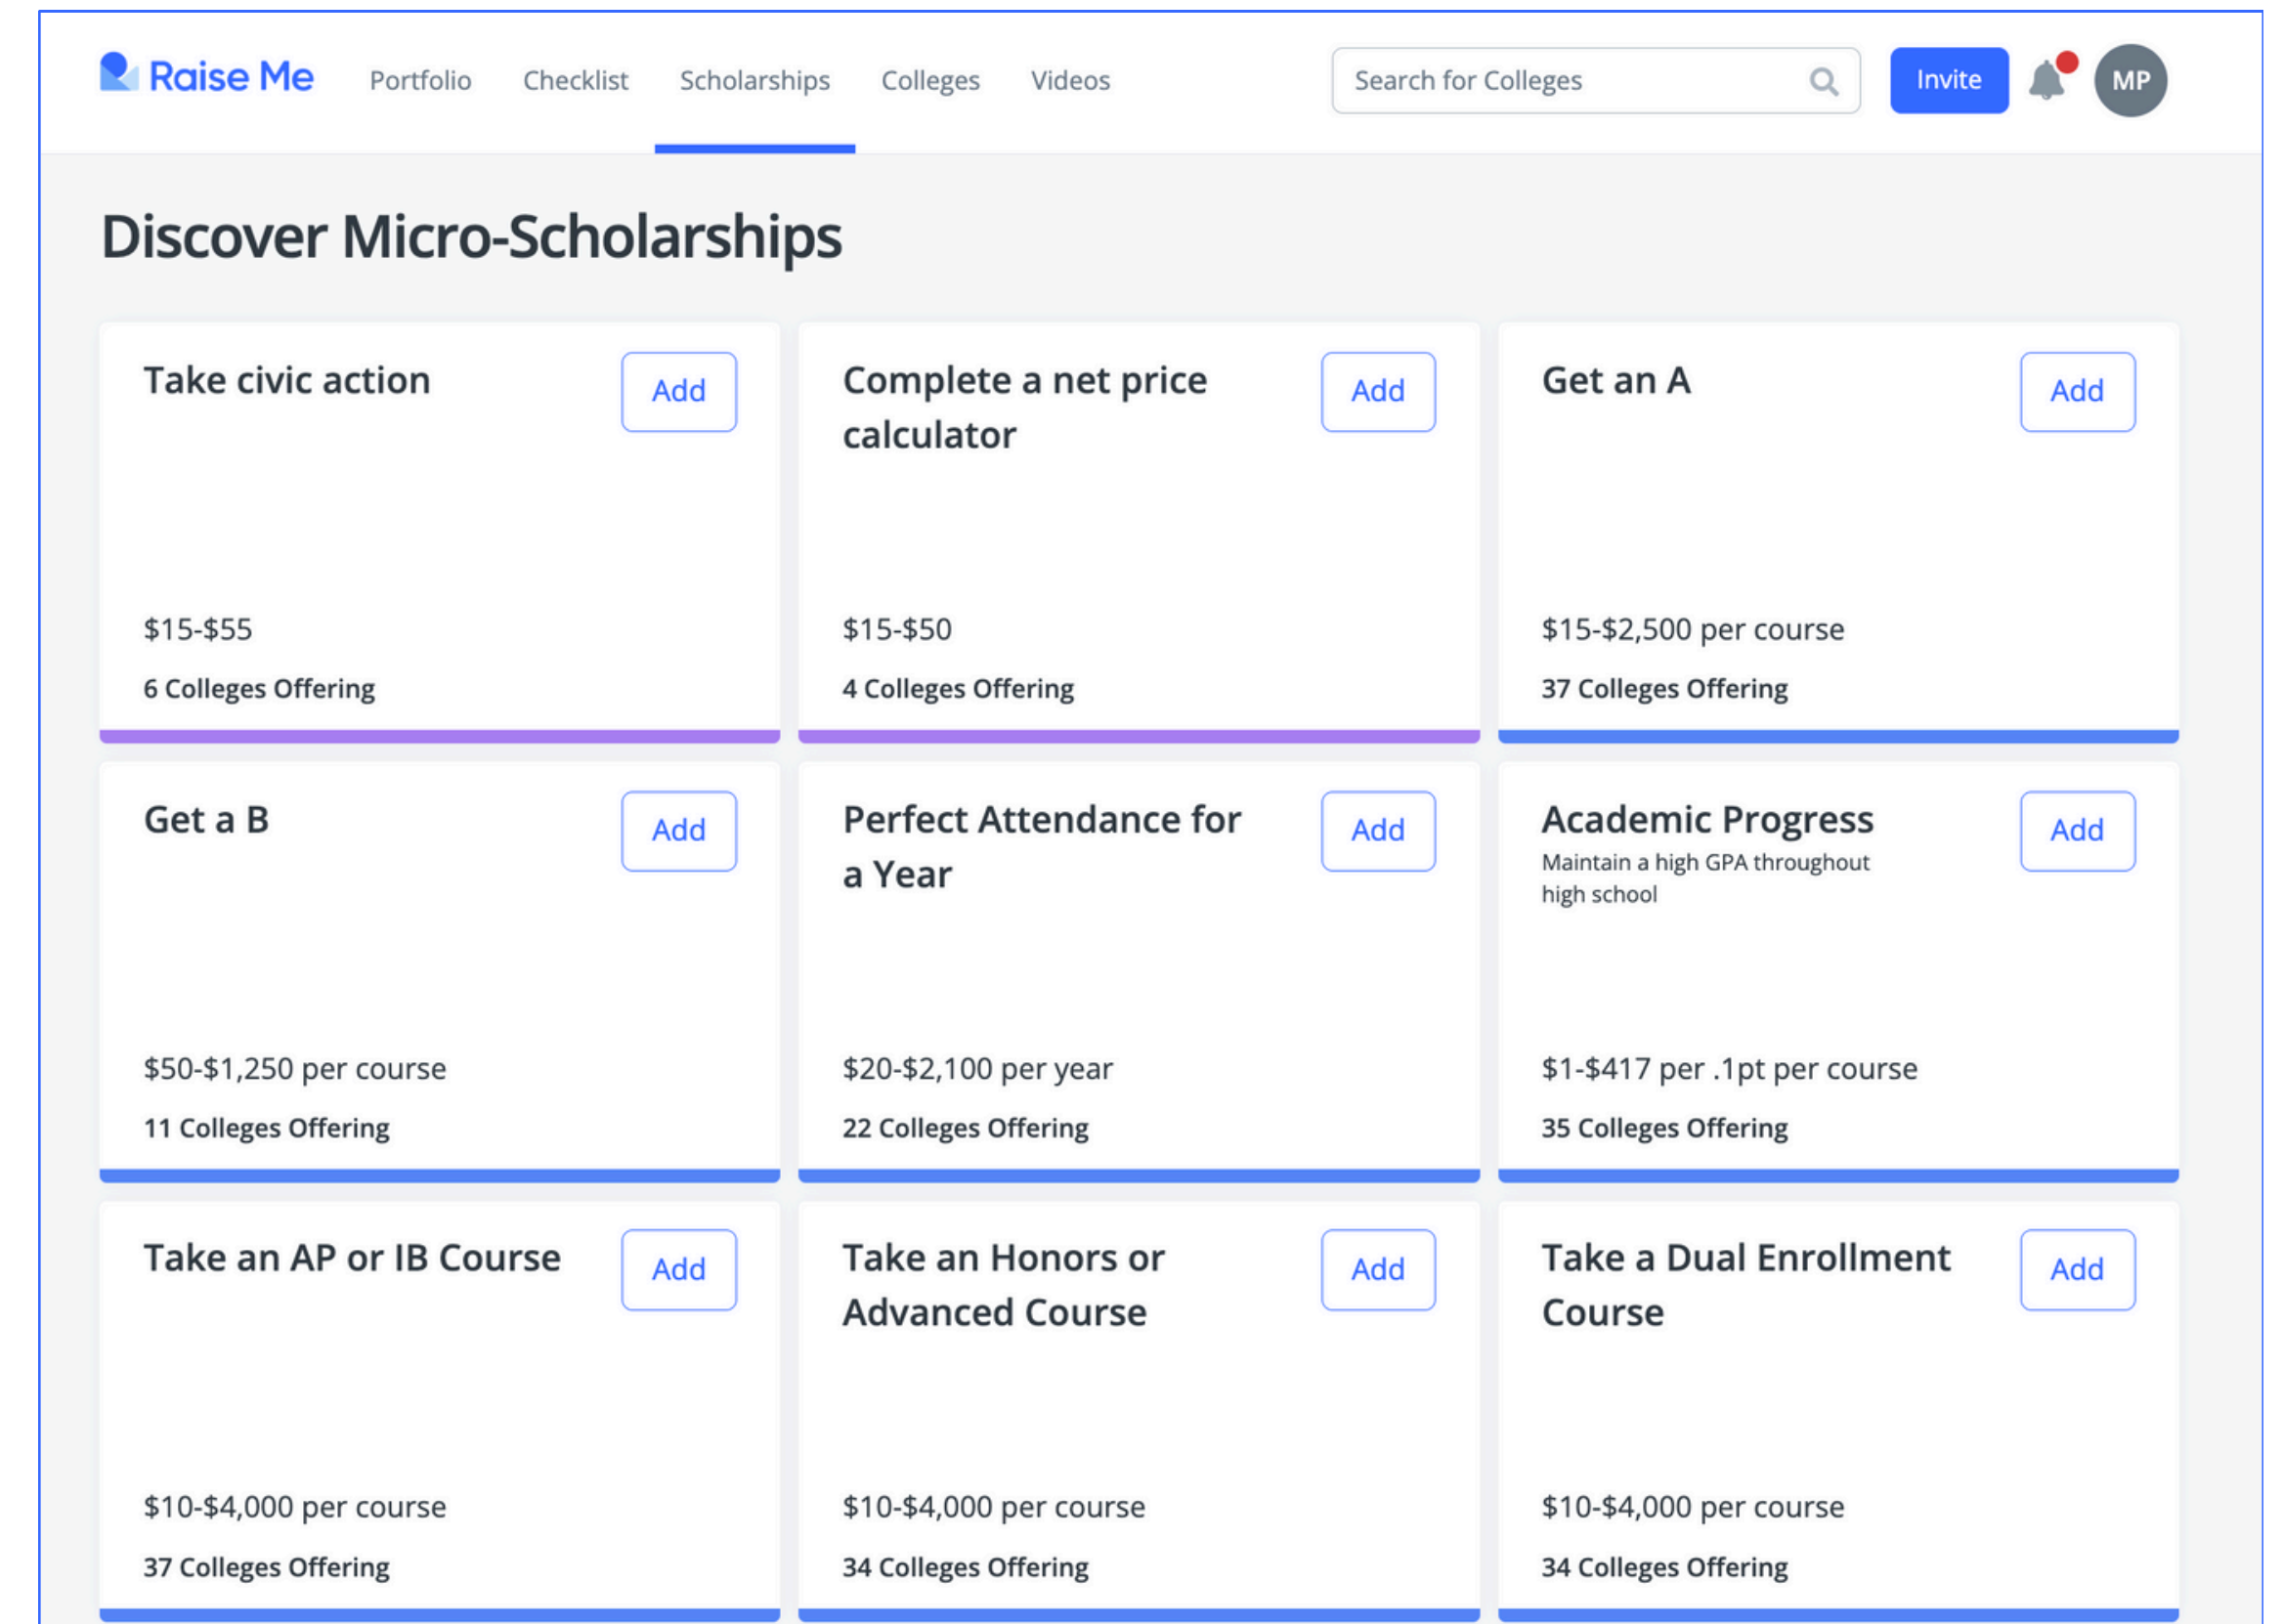 Raise Me Portfolio Checklist Scholarships Colleges Videos Search for Colleges Invite MP
Discover Micro-Scholarships
Take civic action
Add
$15-$55
6 Colleges Offering
Complete a net price
calculator
Add
$15-$50
4 Colleges Offering
Get an A
Add
$15-$2,500 per course
37 Colleges Offering
Get a B
Add
$50-$1,250 per course
11 Colleges Offering
Perfect Attendance for
a Year
Add
$20-$2,100 per year
22 Colleges Offering
Academic Progress
Maintain a high GPA throughout
high school
Add
$1-$417 per .1pt per course
35 Colleges Offering
Take an AP or IB Course
Add
$10-$4,000 per course
37 Colleges Offering
Take an Honors or
Advanced Course
Add
$10-$4,000 per course
34 Colleges Offering
Take a Dual Enrollment
Course
Add
$10-$4,000 per course
34 Colleges Offering